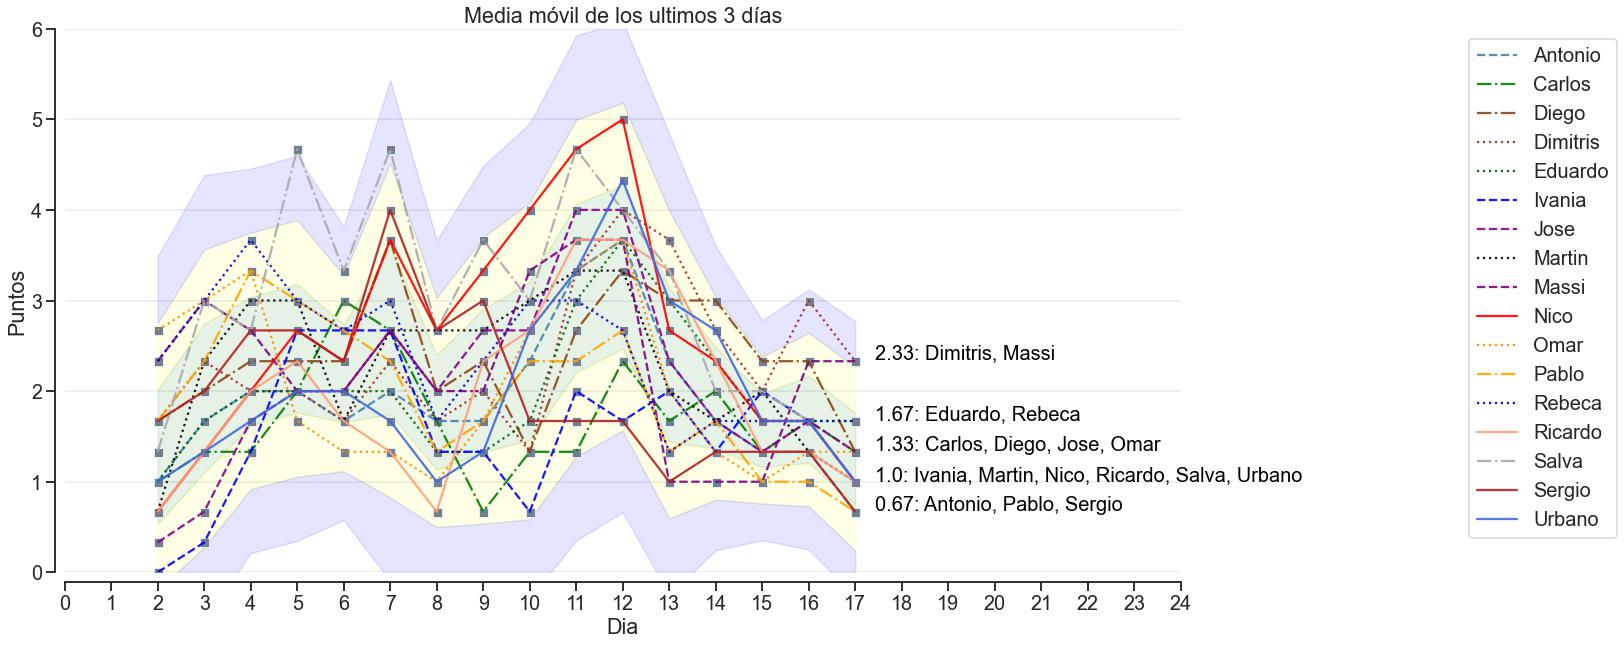 Media móvil de los ultimos 3 días
Puntos
6
5
4
3
2
1
0
0 1 2 3 4 5 6 7 8 9 10 11 12 13 14 15 16 17 18 19 20 21 22 23 24
Dia
2.33: Dimitris, Massi
1.67: Eduardo, Rebeca
1.33: Carlos, Diego, Jose, Omar
1.0: Ivania, Martin, Nico, Ricardo, Salva, Urbano
0.67: Antonio, Pablo, Sergio
Antonio
Carlos
Diego
Dimitris
Eduardo
Ivania
Jose
Martin
Massi
Nico
Omar
Pablo
Rebeca
Ricardo
Salva
Sergio
Urbano